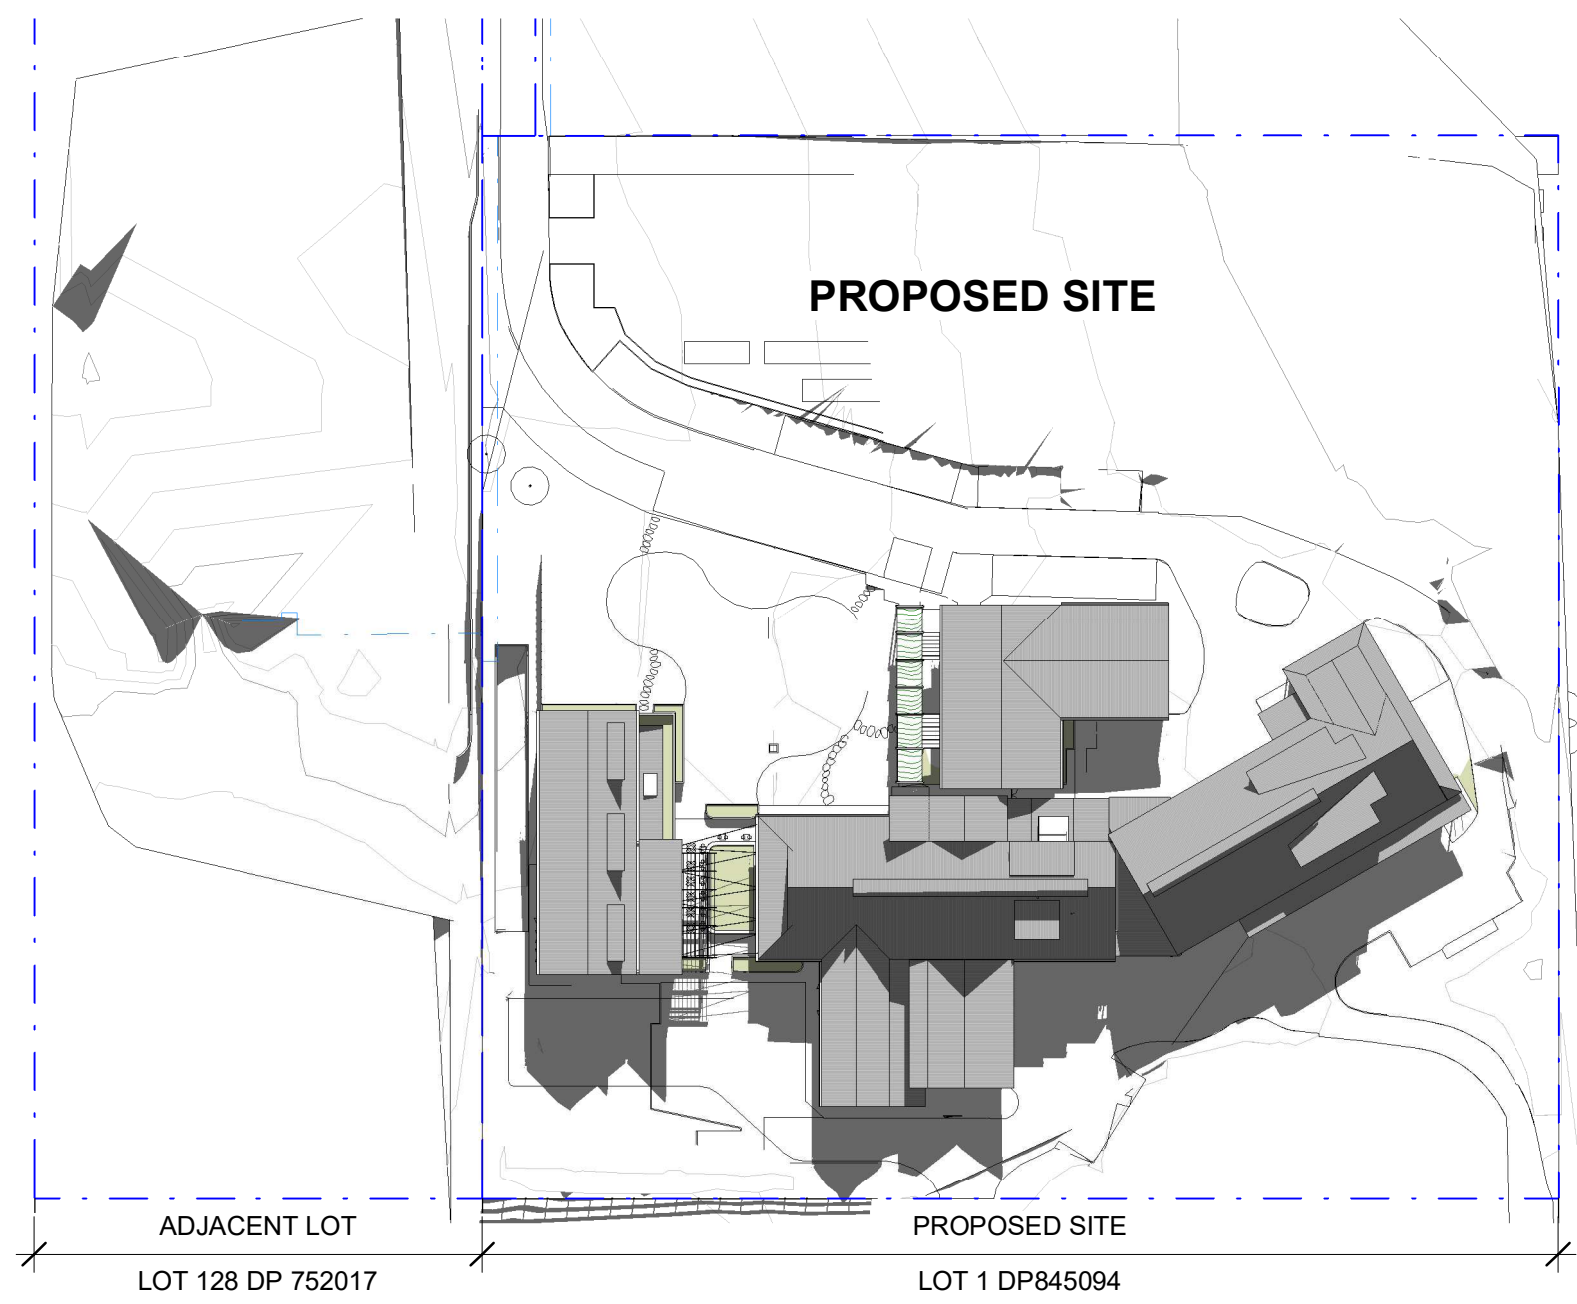 PROPOSED SITE
ADJACENT LOT
PROPOSED SITE
LOT 128 DP 752017
LOT 1 DP845094